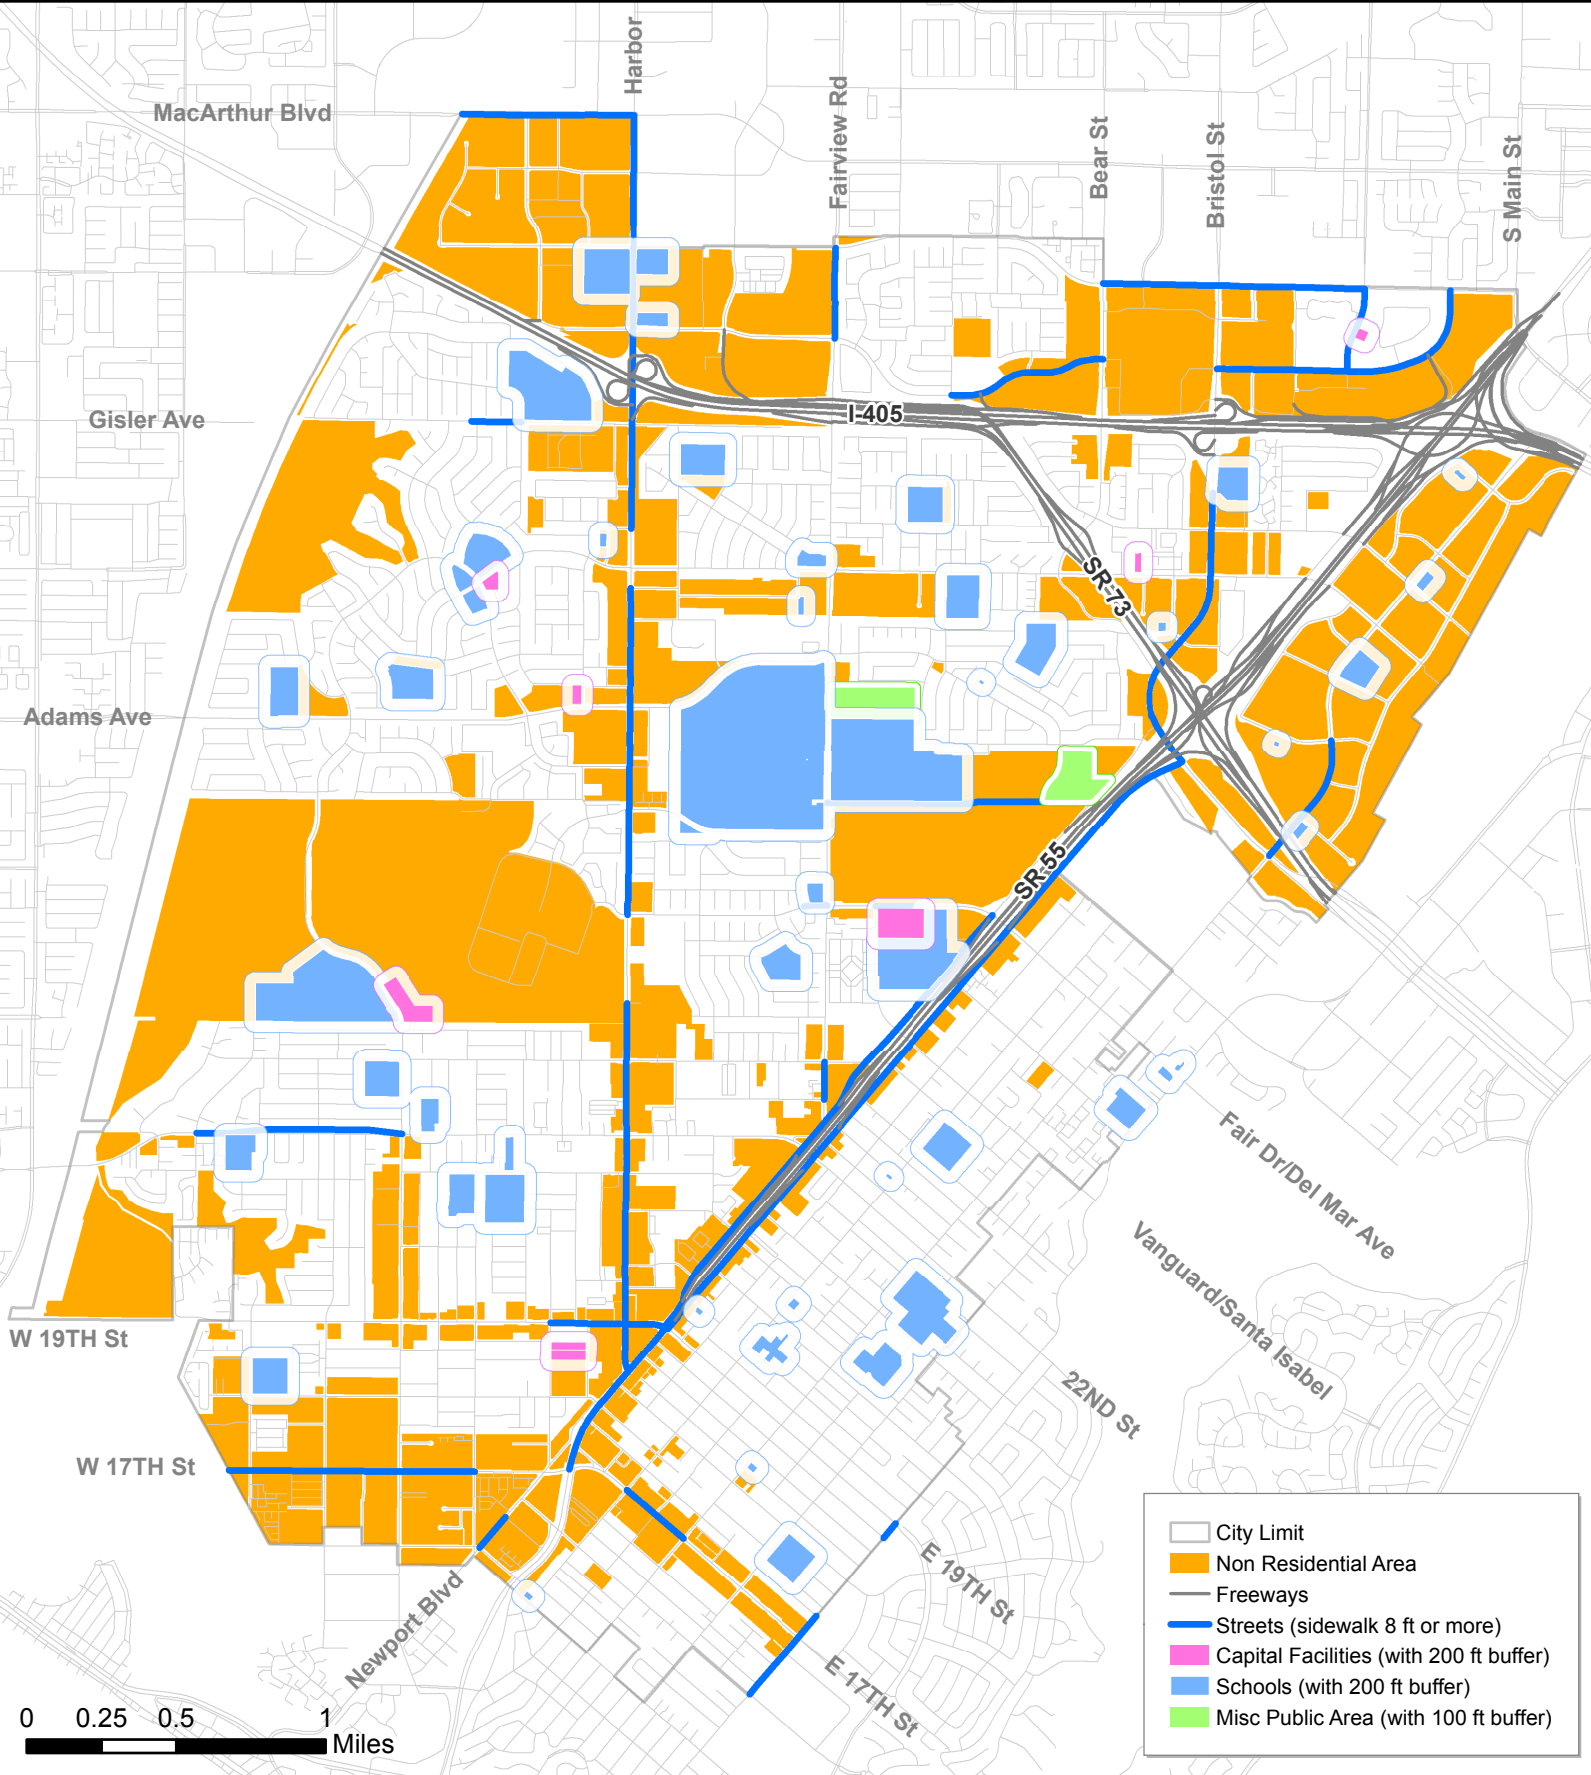 Harbor
MacArthur Blvd
Fairview Rd
Bear St
Bristol St
S Main St
Gisler Ave
I-405
SR-73
Adams Ave
SR-55
Fair Dr/Del Mar Ave
Vanguard/Santa Isabel
W 19TH St
22ND St
W 17TH St
E 19TH St
Newport Blvd
E 17TH St
City Limit
Non Residential Area
Freeways
Streets (sidewalk 8 ft or more)
Capital Facilities (with 200 ft buffer)
Schools (with 200 ft buffer)
Misc Public Area (with 100 ft buffer)
0 0.25 0.5 1
Miles